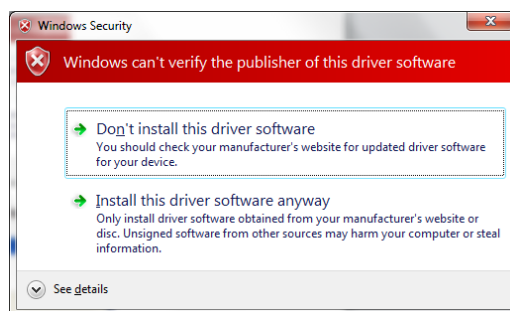 Windows Security
Windows can't verify the publisher of this driver software
Don't install this driver software
You should check your manufacturer's website for updated driver software
for your device.
Install this driver software anyway
Only install driver software obtained from your manufacturer's website or
disc. Unsigned software from other sources may harm your computer or steal
information.
See details